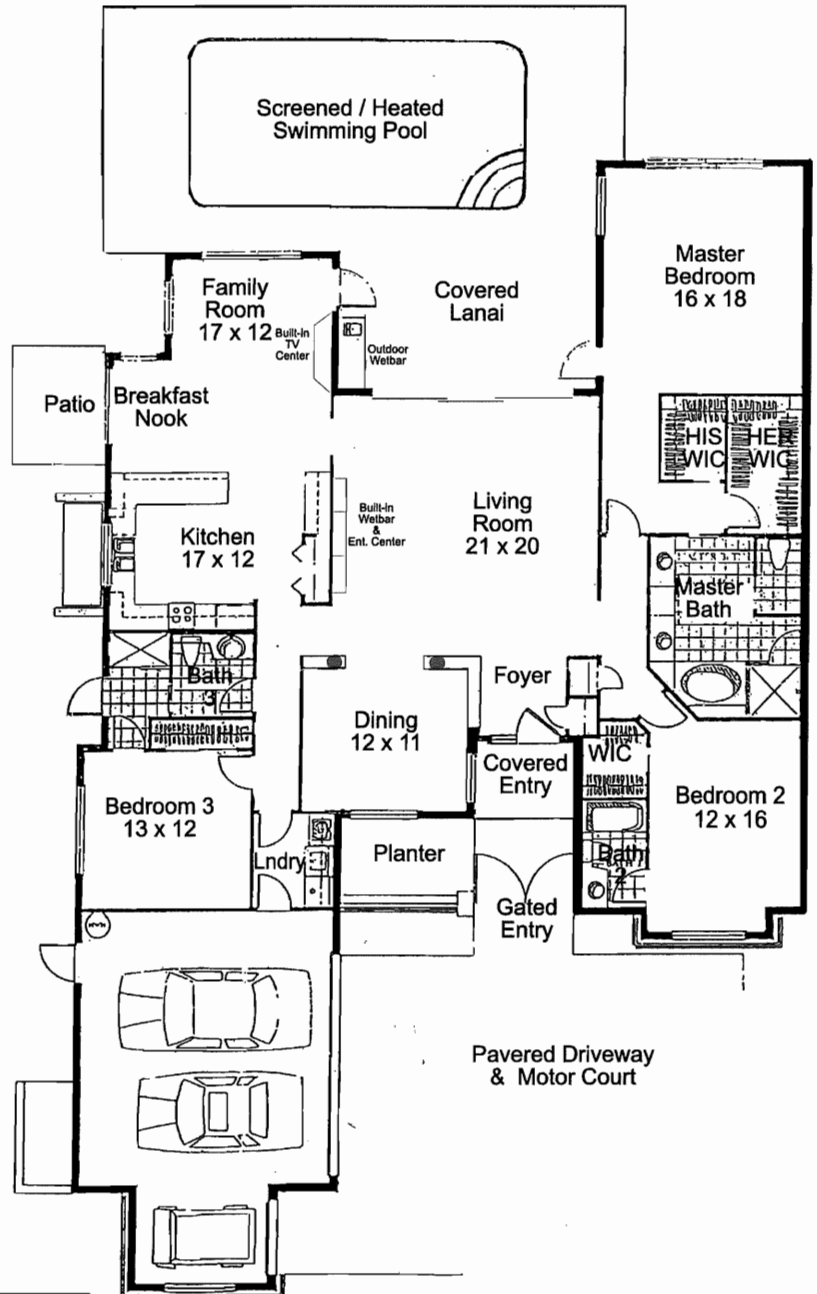 Screened / Heated
Swimming Pool
Master
Bedroom
16 x 18
Family
Room
17 x 12
Built-in
TV
Center
Covered
Lanai
Outdoor
Wetbar
Patio
Breakfast
Nook
HIS
WIC
HER
WIC
Built-in
Wetbar
&
Ent. Center
Living
Room
21 x 20
Kitchen
17 x 12
Master
Bath
Bath
3
Foyer
Dining
12 x 11
Covered
Entry
WIC
Bedroom 2
12 x 16
Bedroom 3
13 x 12
Lndry
Planter
Bath
2
Gated
Entry
Pavered Driveway
& Motor Court